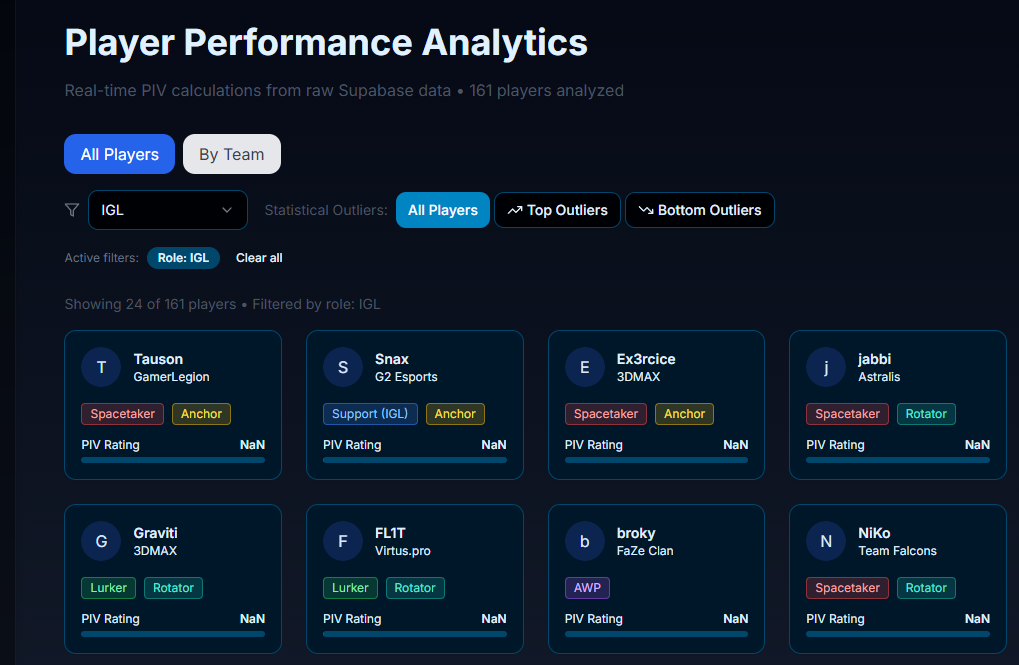 Player Performance Analytics
Real-time PIV calculations from raw Supabase data • 161 players analyzed
All Players By Team
IGL Statistical Outliers: All Players Top Outliers Bottom Outliers
Active filters: Role: IGL Clear all
Showing 24 of 161 players • Filtered by role: IGL
T Tauson
GamerLegion
Spacetaker Anchor
PIV Rating NaN
S Snax
G2 Esports
Support (IGL) Anchor
PIV Rating NaN
E Ex3rcice
3DMAX
Spacetaker Anchor
PIV Rating NaN
j jabbi
Astralis
Spacetaker Rotator
PIV Rating NaN
G Graviti
3DMAX
Lurker Rotator
PIV Rating NaN
F FL1T
Virtus.pro
Lurker Rotator
PIV Rating NaN
b broky
FaZe Clan
AWP
PIV Rating NaN
N NiKo
Team Falcons
Spacetaker Rotator
PIV Rating NaN